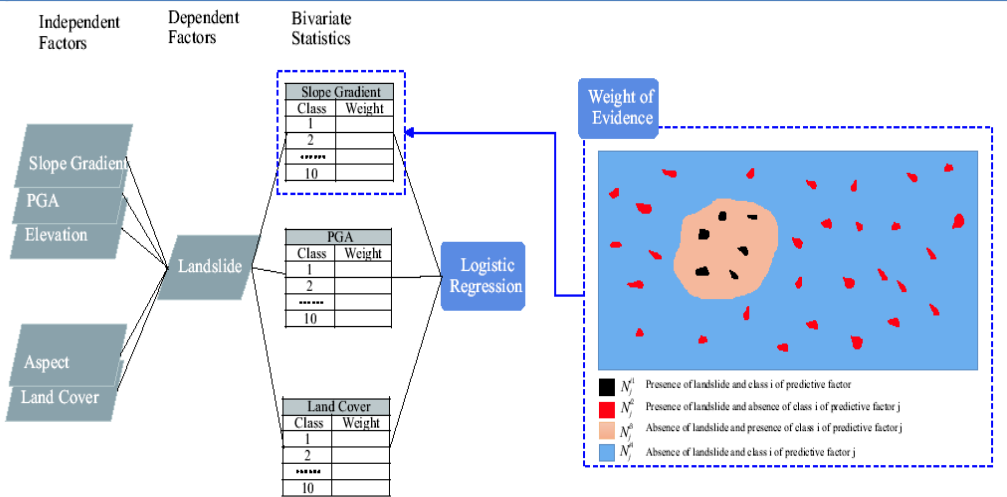 Independent
Factors
Dependent
Factors
Bivariate
Statistics
Slope Gradient
PGA
Elevation
Aspect
Land Cover
Landslide
Slope Gradient
Class Weight
1
2
......
10
PGA
Class Weight
1
2
......
10
Land Cover
Class Weight
1
2
......
10
Logistic
Regression
Weight of
Evidence
Presence of landslide and class i of predictive factor
Presence of landslide and absence of class i of predictive factor j
Absence of landslide and presence of class i of predictive factor j
Absence of landslide and class i of predictive factor j